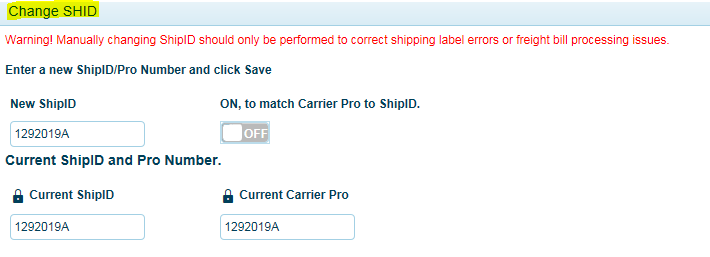 Change SHID
Warning! Manually changing ShipID should only be performed to correct shipping label errors or freight bill processing issues.
Enter a new ShipID/Pro Number and click Save
New ShipID
ON, to match Carrier Pro to ShipID.
1292019A
OFF
Current ShipID and Pro Number.
Current ShipID
Current Carrier Pro
1292019A
1292019A